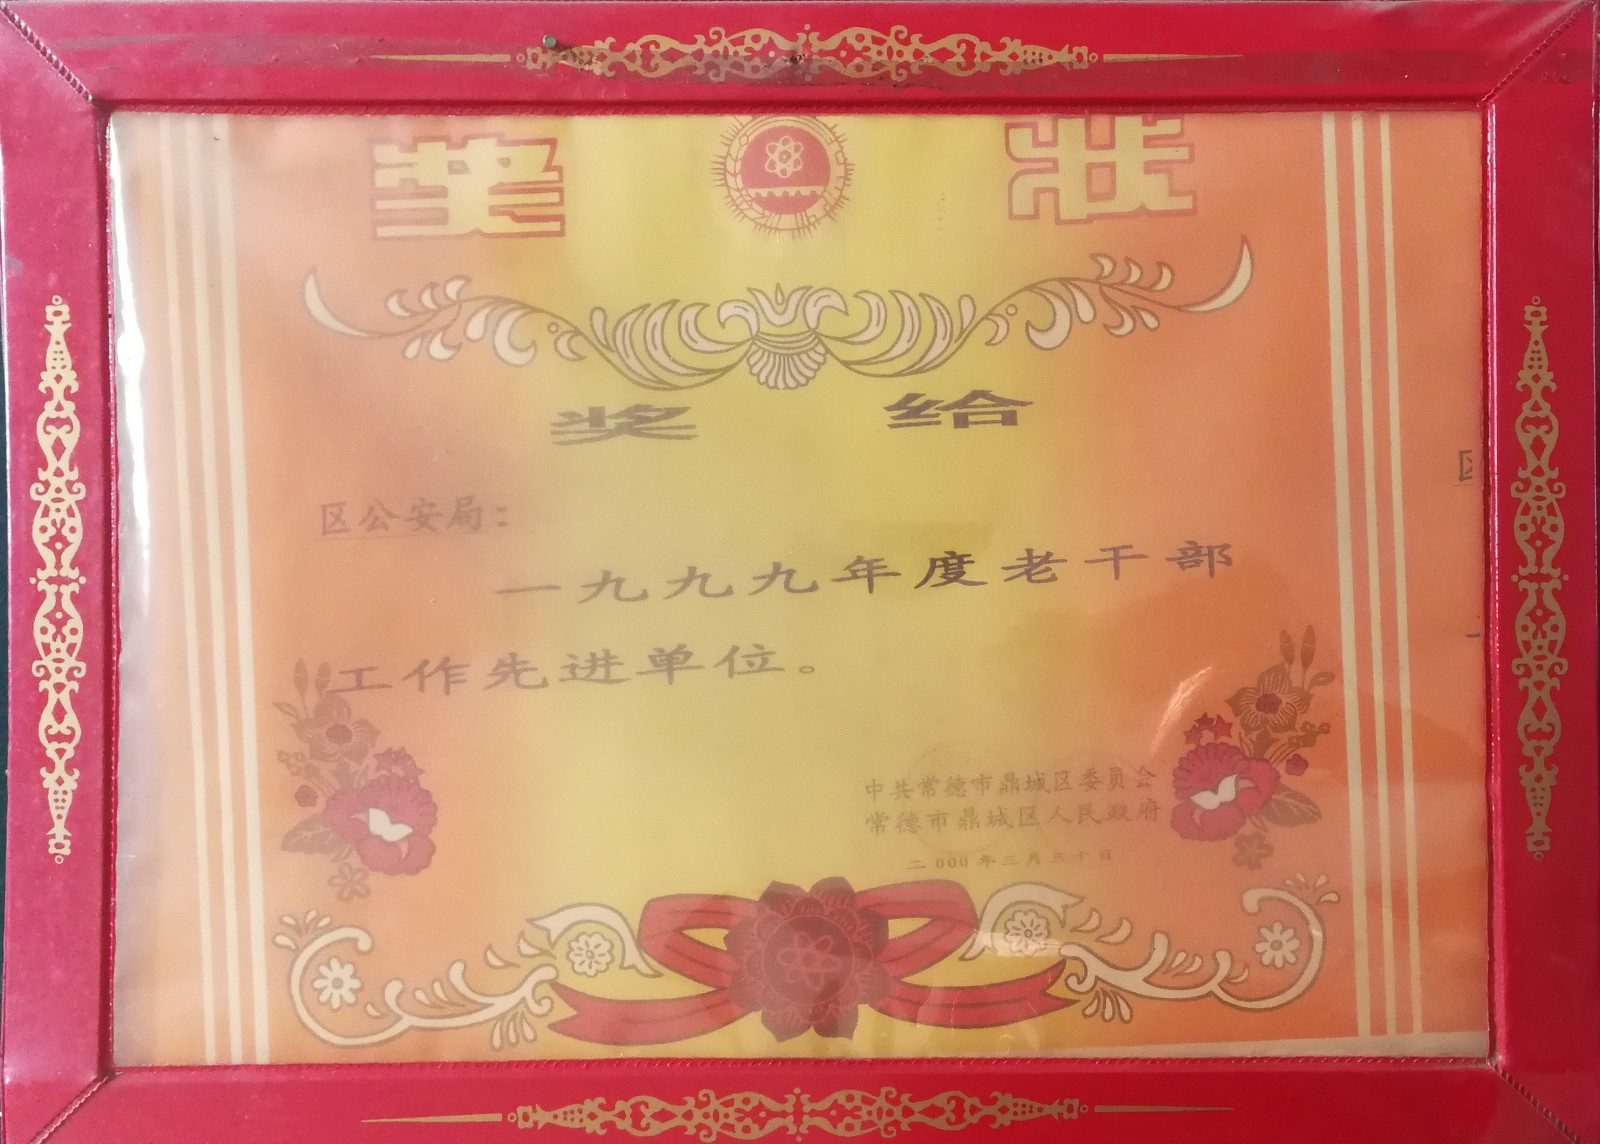 奖 状
奖 给
区公安局：
一九九九年度老干部
工作先进单位。
中共常德市鼎城区委员会
常德市鼎城区人民政府
二000年三月三十日
区